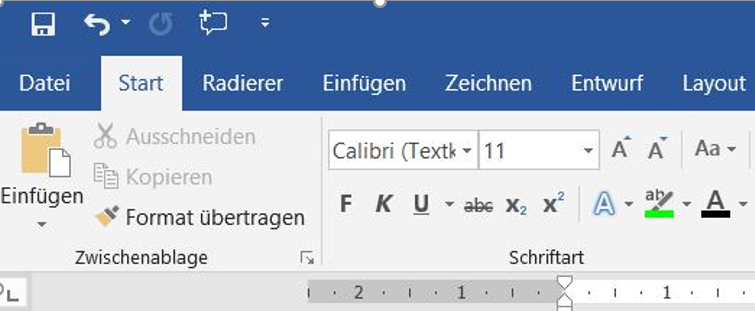 Datei Start Radierer Einfügen Zeichnen Entwurf Layout
Ausschneiden
Kopieren
Einfügen
Format übertragen
Zwischenablage
Calibri (Textk 11 A A Aa
F K U abc x₂ x² A ab A
Schriftart
2 1 1